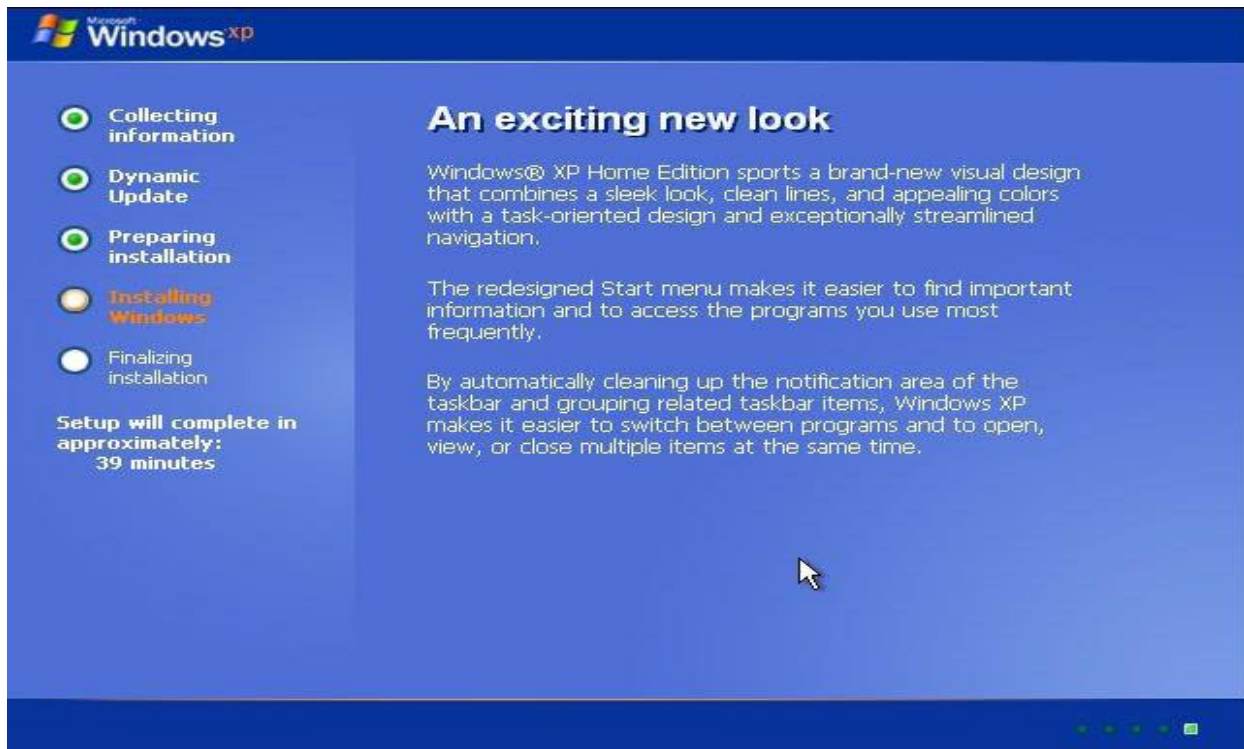 Microsoft
Windows xp
Collecting
information
Dynamic
Update
Preparing
installation
Installing
Windows
Finalizing
installation
Setup will complete in
approximately:
39 minutes
An exciting new look
Windows® XP Home Edition sports a brand-new visual design
that combines a sleek look, clean lines, and appealing colors
with a task-oriented design and exceptionally streamlined
navigation.
The redesigned Start menu makes it easier to find important
information and to access the programs you use most
frequently.
By automatically cleaning up the notification area of the
taskbar and grouping related taskbar items, Windows XP
makes it easier to switch between programs and to open,
view, or close multiple items at the same time.